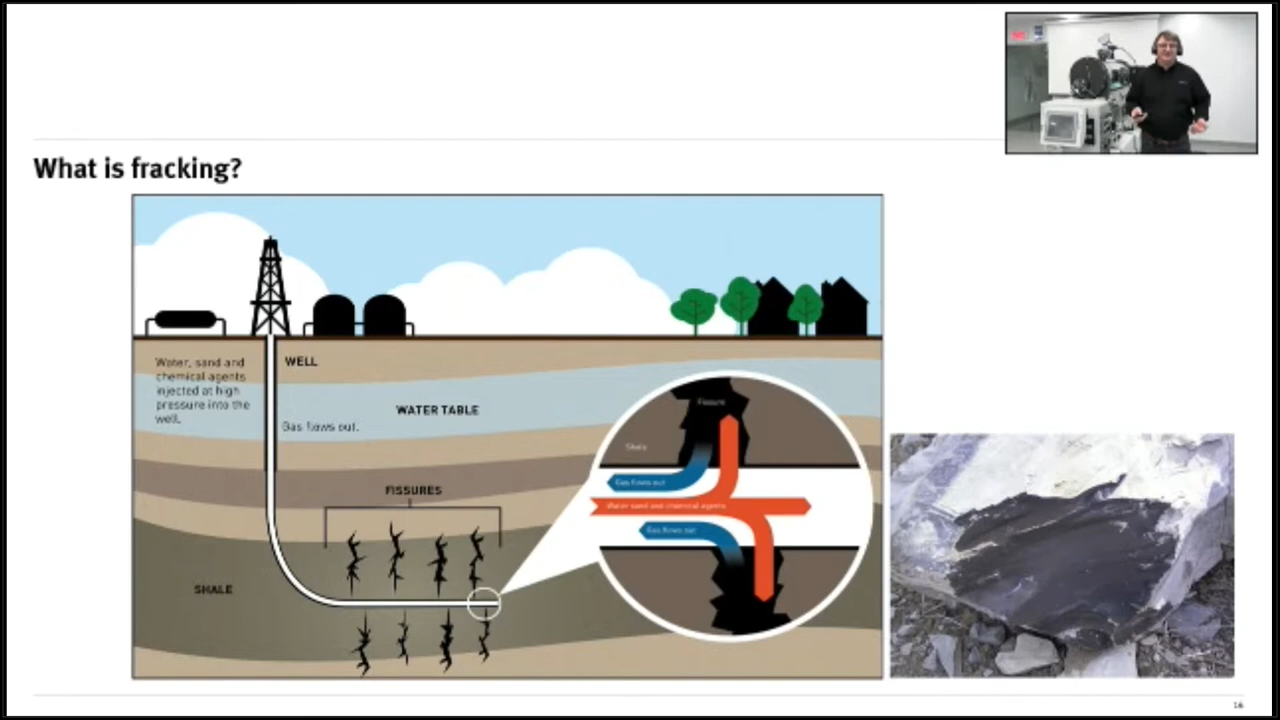 What is fracking?
Water, sand and
chemical agents
injected at high
pressure into the
well.
WELL
WATER TABLE
Gas flows out.
FISSURES
SHALE
Fissure
Shale
Gas flows out
Water sand and chemical agents
Gas flows out
16